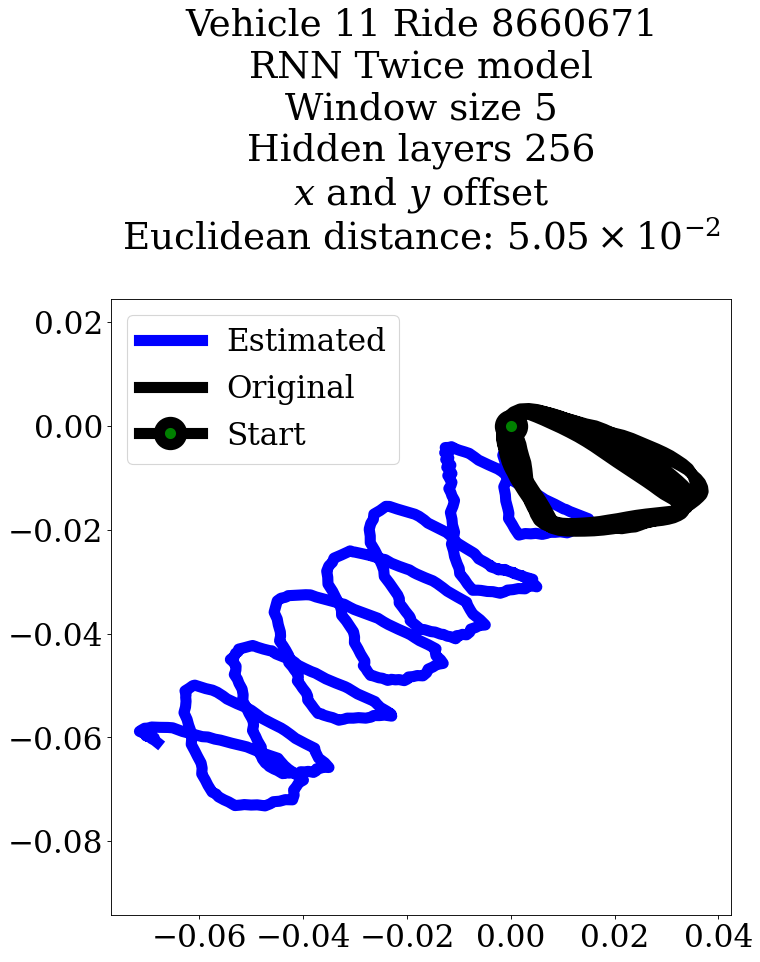 Vehicle 11 Ride 8660671
RNN Twice model
Window size 5
Hidden layers 256
x and y offset
Euclidean distance: 5.05 × 10⁻²
Estimated
Original
Start
0.02
0.00
−0.02
−0.04
−0.06
−0.08
−0.06 −0.04 −0.02 0.00 0.02 0.04